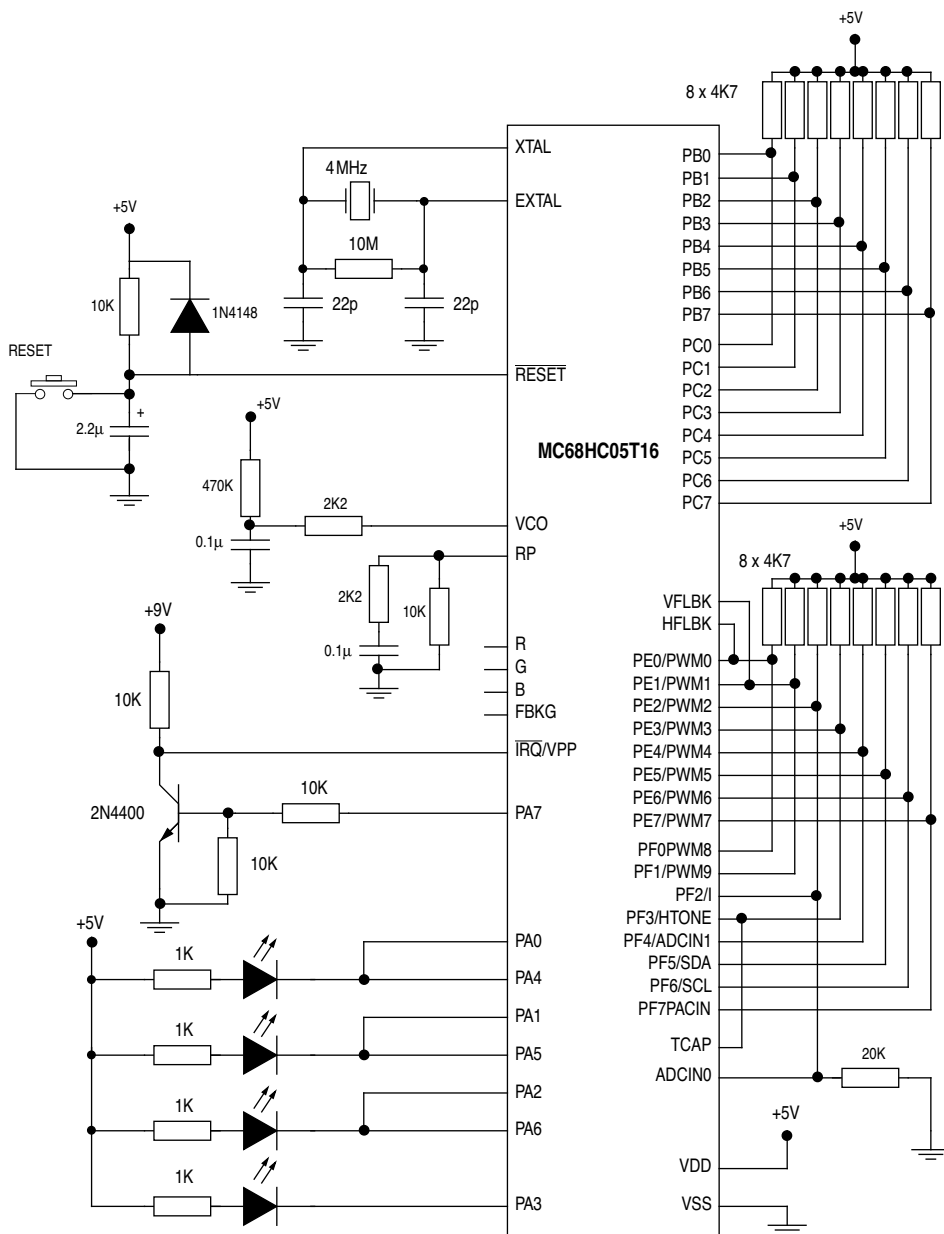 +5V
8 x 4K7
XTAL
4MHz
EXTAL
10M
22p
22p
+5V
10K
1N4148
RESET
2.2µ
+
RESET
MC68HC05T16
PB0
PB1
PB2
PB3
PB4
PB5
PB6
PB7
PC0
PC1
PC2
PC3
PC4
PC5
PC6
PC7
+5V
470K
2K2
VCO
0.1µ
RP
2K2
10K
0.1µ
R
G
B
FBKG
+9V
10K
IRQ/VPP
2N4400
10K
PA7
10K
+5V
8 x 4K7
VFLBK
HFLBK
PE0/PWM0
PE1/PWM1
PE2/PWM2
PE3/PWM3
PE4/PWM4
PE5/PWM5
PE6/PWM6
PE7/PWM7
PF0PWM8
PF1/PWM9
PF2/I
PF3/HTONE
PF4/ADCIN1
PF5/SDA
PF6/SCL
PF7PACIN
TCAP
ADCIN0
20K
+5V
VDD
VSS
+5V
1K
PA0
PA4
1K
PA1
PA5
1K
PA2
PA6
1K
PA3